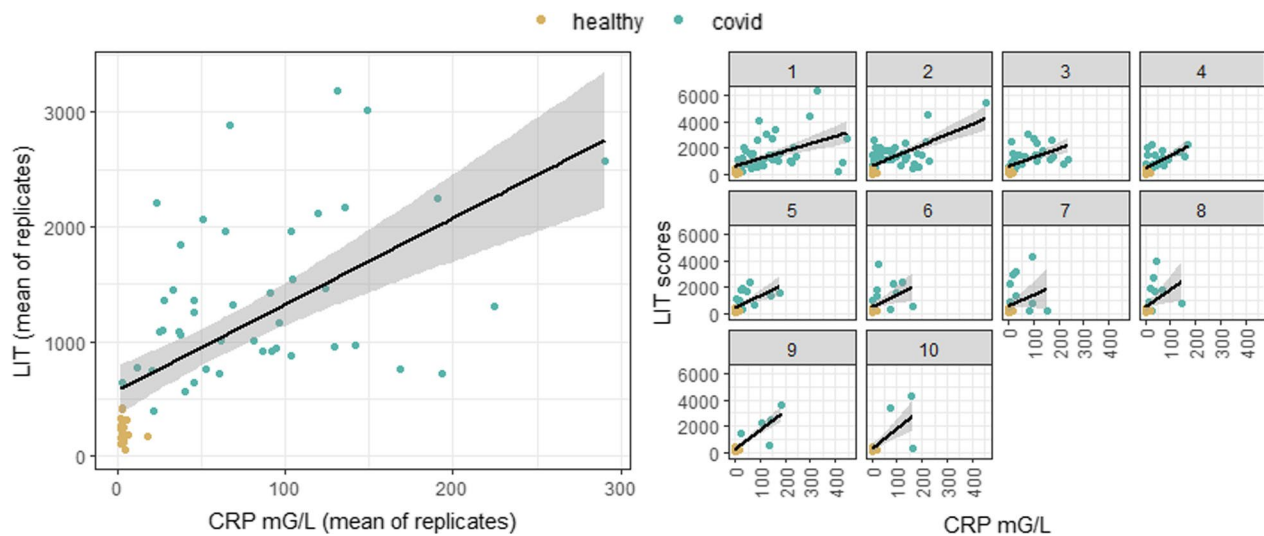 healthy covid
LIT (mean of replicates)
3000
2000
1000
0
0 100 200 300
CRP mG/L (mean of replicates)
LIT scores
1 2 3 4
6000
4000
2000
0
5 6 7 8
6000
4000
2000
0
0 100 200 300 400 0 100 200 300 400
9 10
6000
4000
2000
0
0 100 200 300 400 0 100 200 300 400
CRP mG/L